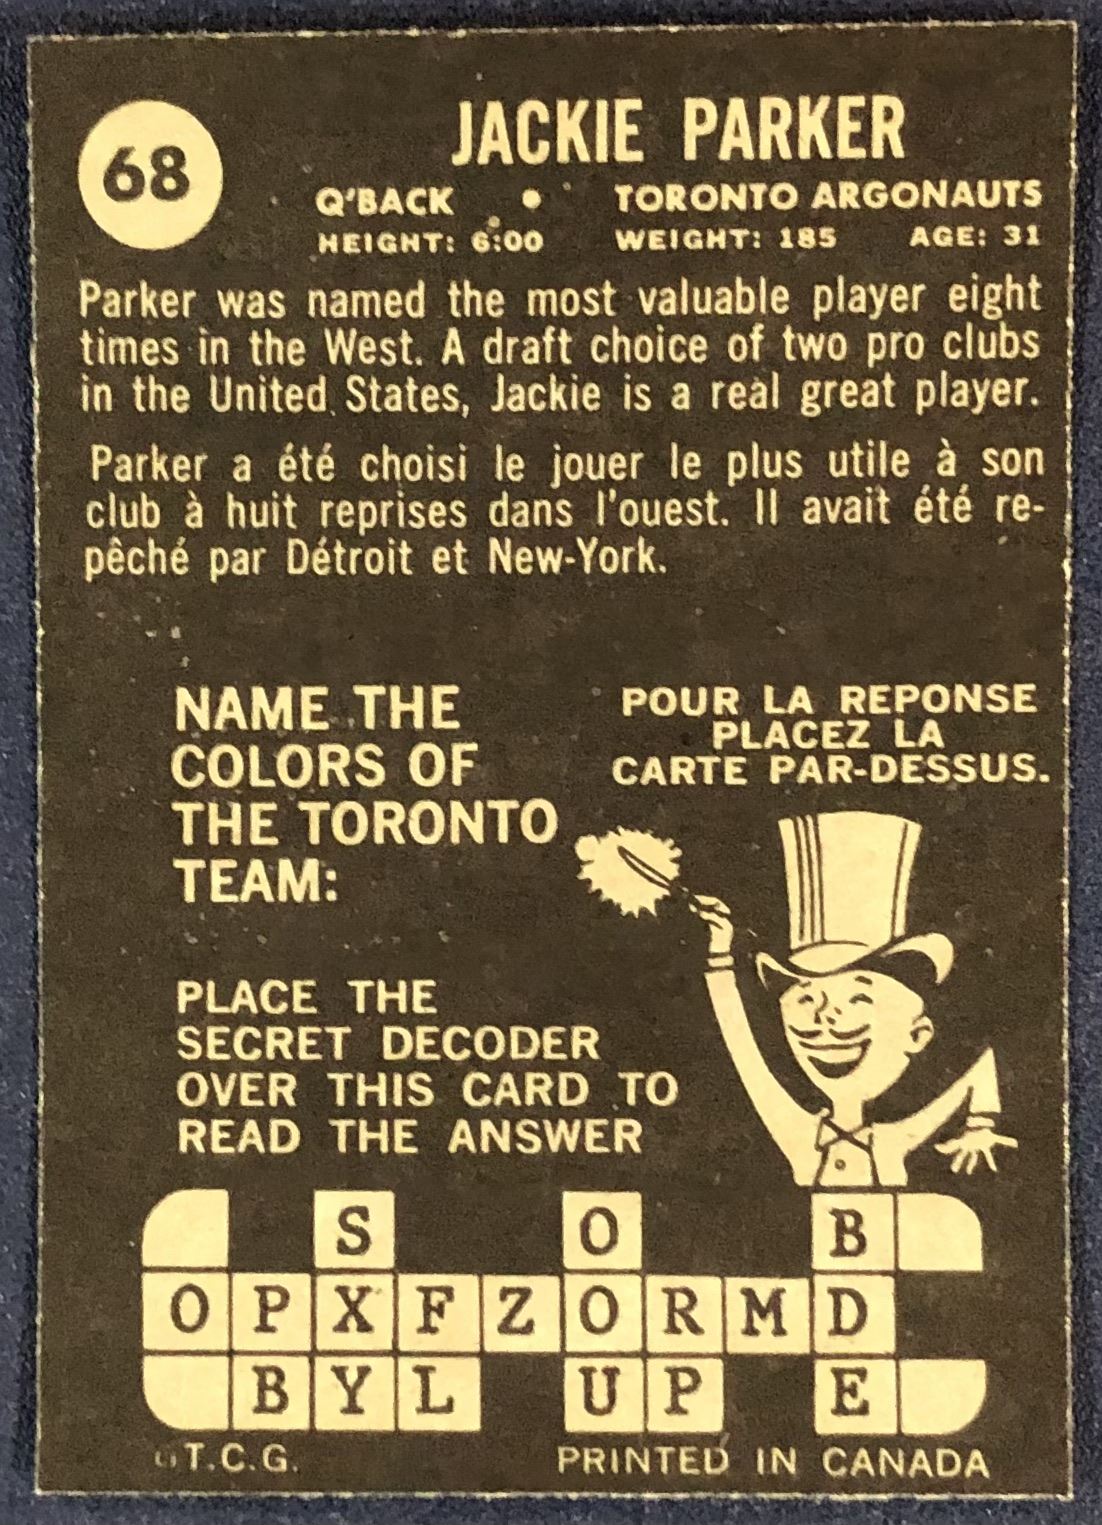 68
JACKIE PARKER
Q'BACK • TORONTO ARGONAUTS
HEIGHT: 6:00 WEIGHT: 185 AGE: 31
Parker was named the most valuable player eight
times in the West. A draft choice of two pro clubs
in the United States, Jackie is a real great player.
Parker a été choisi le jouer le plus utile à son
club à huit reprises dans l'ouest. Il avait été re-
pêché par Détroit et New-York.
NAME THE
COLORS OF
THE TORONTO
TEAM:
POUR LA REPONSE
PLACEZ LA
CARTE PAR-DESSUS.
PLACE THE
SECRET DECODER
OVER THIS CARD TO
READ THE ANSWER
S O B
O P X F Z O R M D
B Y L U P E
©T.C.G. PRINTED IN CANADA